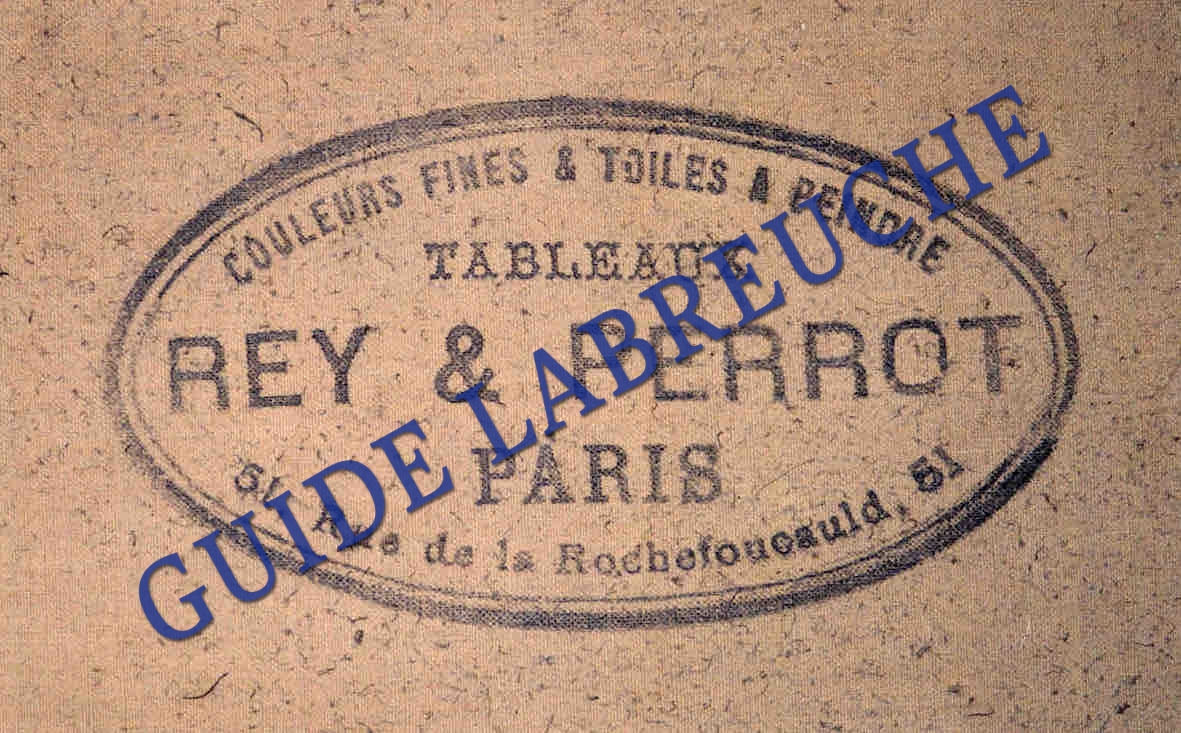 COULEURS FINES & TOILES A PEINDRE
TABLEAUX
REY & PERROT
PARIS
51 Rue de la Rochefoucauld, 51
GUIDE LABREUCHE